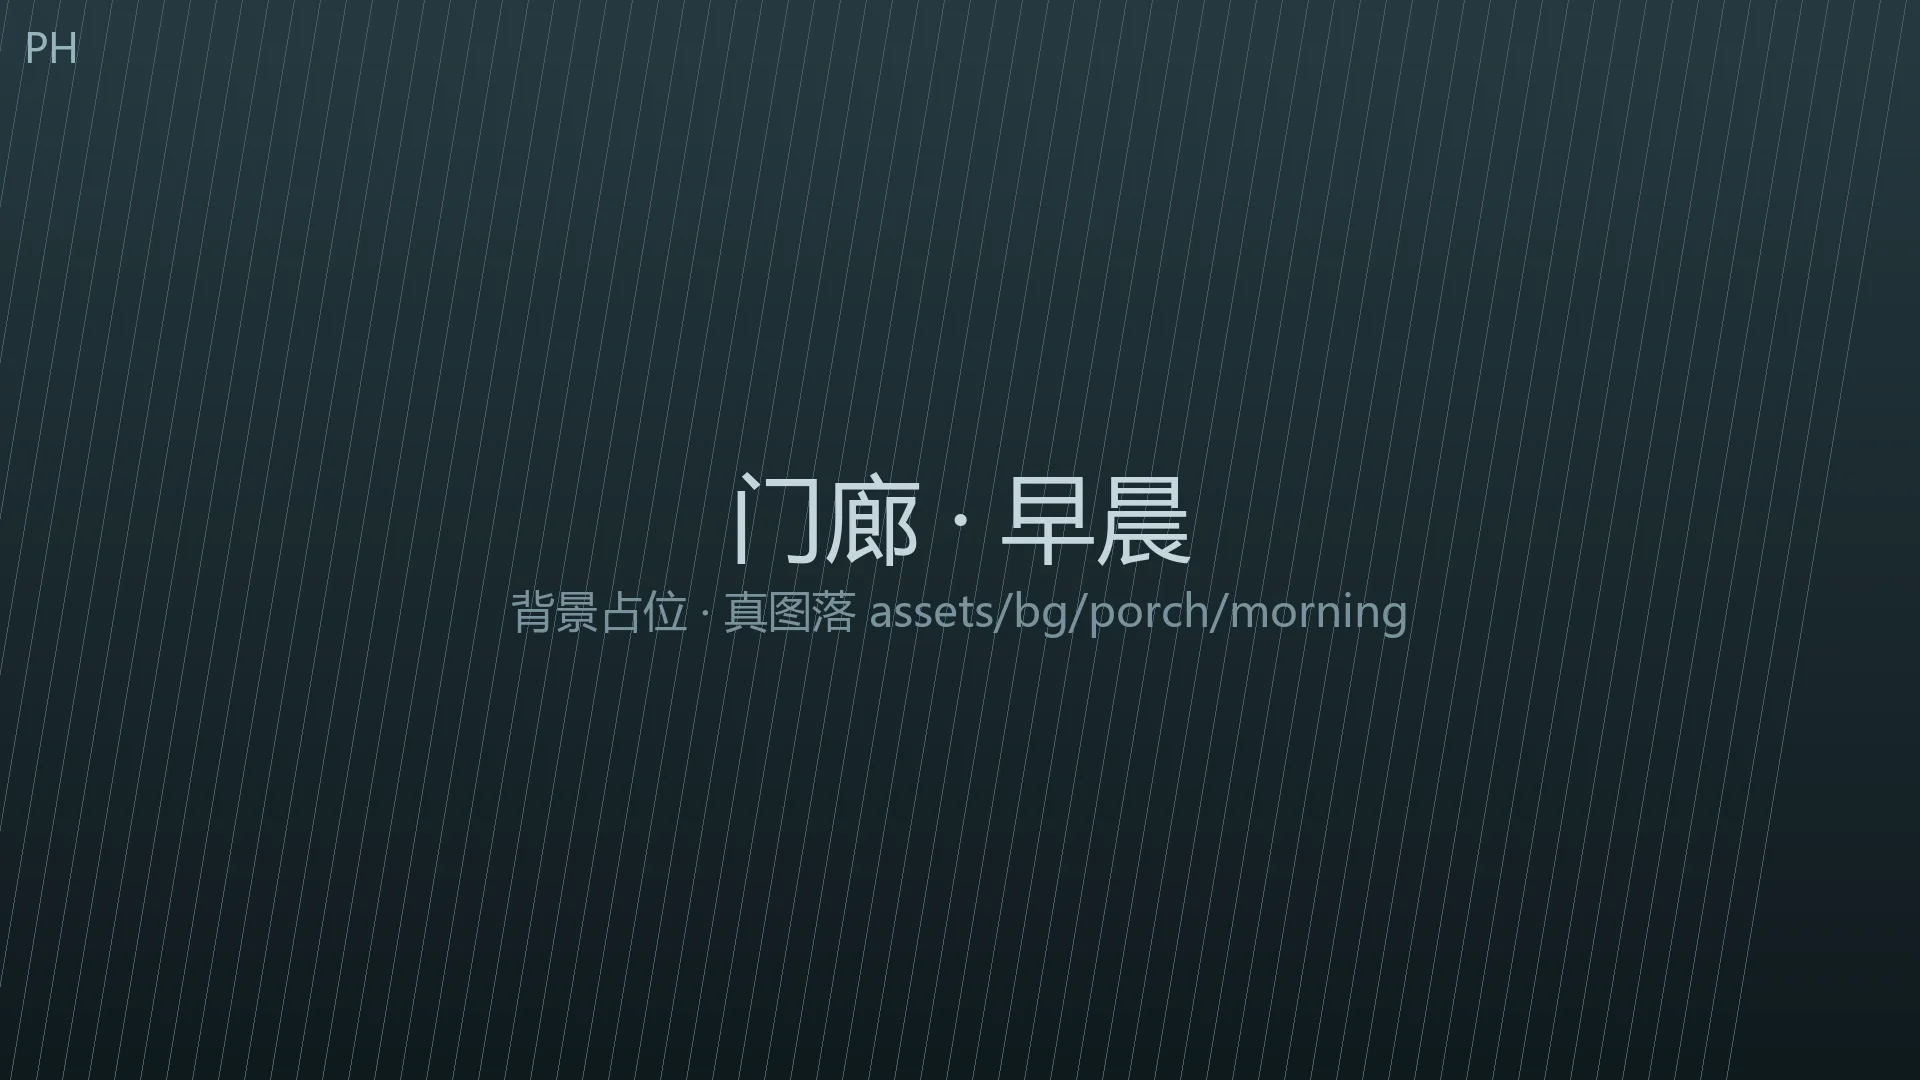 PH
门廊 · 早晨
背景占位 · 真图落 assets/bg/porch/morning